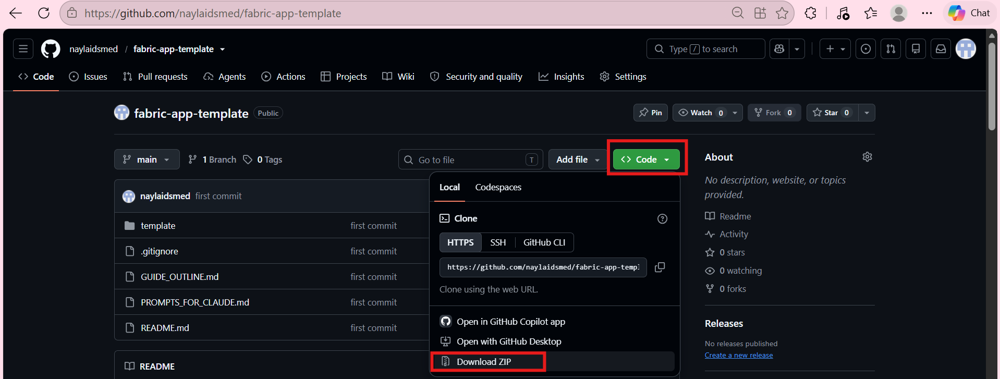 https://github.com/naylaidsmed/fabric-app-template
Chat
naylaidsmed / fabric-app-template
Type / to search
Code
Issues
Pull requests
Agents
Actions
Projects
Wiki
Security and quality
Insights
Settings
fabric-app-template Public
Pin
Watch 0
Fork 0
Star 0
main
1 Branch
0 Tags
Go to file T
Add file
Code
naylaidsmed first commit
template first commit
.gitignore first commit
GUIDE_OUTLINE.md first commit
PROMPTS_FOR_CLAUDE.md first commit
README.md first commit
README
Local
Codespaces
Clone
HTTPS
SSH
GitHub CLI
https://github.com/naylaidsmed/fabric-app-templ
Clone using the web URL.
Open in GitHub Copilot app
Open with GitHub Desktop
Download ZIP
About
No description, website, or topics
provided.
Readme
Activity
0 stars
0 watching
0 forks
Releases
No releases published
Create a new release